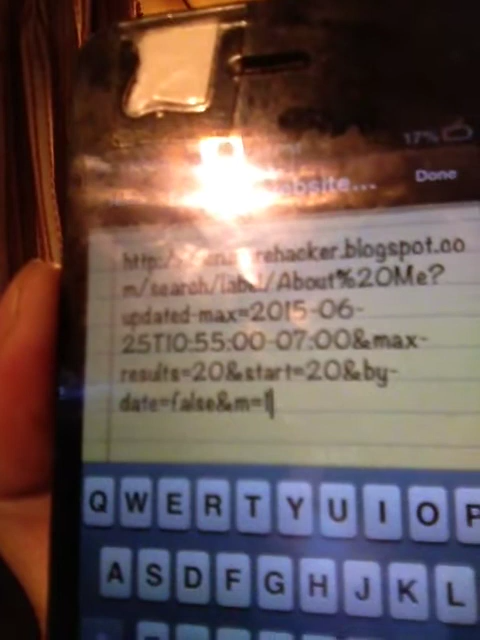 17%
Done
http:/ rehacker.blogspot.co
m/search/label/About%20Me?
updated-max=2015-06-
25T10:55:00-07:00&max-
results=20&start=20&by-
date=false&m=1
Q W E R T Y U I O P
A S D F G H J K L